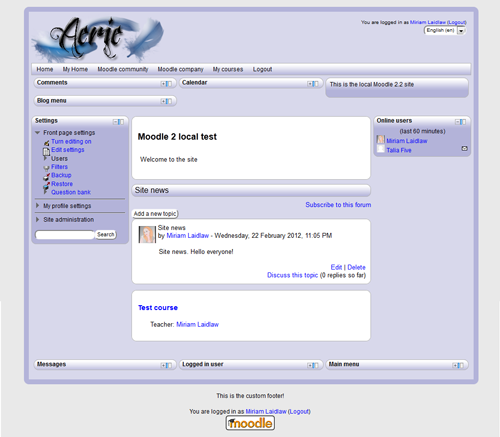 Aeric
You are logged in as Miriam Laidlaw (Logout)
English (en)
Home My Home Moodle community Moodle company My courses Logout
Comments
Calendar
This is the local Moodle 2.2 site
Blog menu
Settings
Front page settings
Turn editing on
Edit settings
Users
Filters
Backup
Restore
Question bank
My profile settings
Site administration
Search
Moodle 2 local test
Welcome to the site
Site news
Subscribe to this forum
Add a new topic
Site news
by Miriam Laidlaw - Wednesday, 22 February 2012, 11:05 PM
Site news. Hello everyone!
Edit | Delete
Discuss this topic (0 replies so far)
Test course
Teacher: Miriam Laidlaw
Online users
(last 60 minutes)
Miriam Laidlaw
Talia Five
Messages
Logged in user
Main menu
This is the custom footer!
You are logged in as Miriam Laidlaw (Logout)
moodle